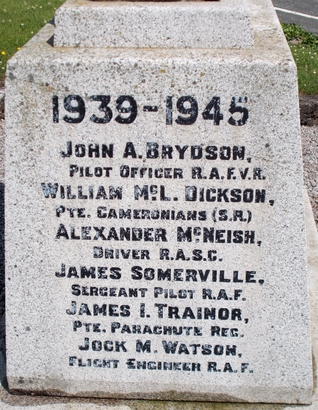 1939-1945
JOHN A. BRYDSON,
PILOT OFFICER R.A.F.V.R.
WILLIAM McL. DICKSON,
PTE. CAMERONIANS (S.R.)
ALEXANDER McNEISH,
DRIVER R.A.S.C.
JAMES SOMERVILLE,
SERGEANT PILOT R.A.F.
JAMES I. TRAINOR,
PTE. PARACHUTE REG.
JOCK M. WATSON,
FLIGHT ENGINEER R.A.F.